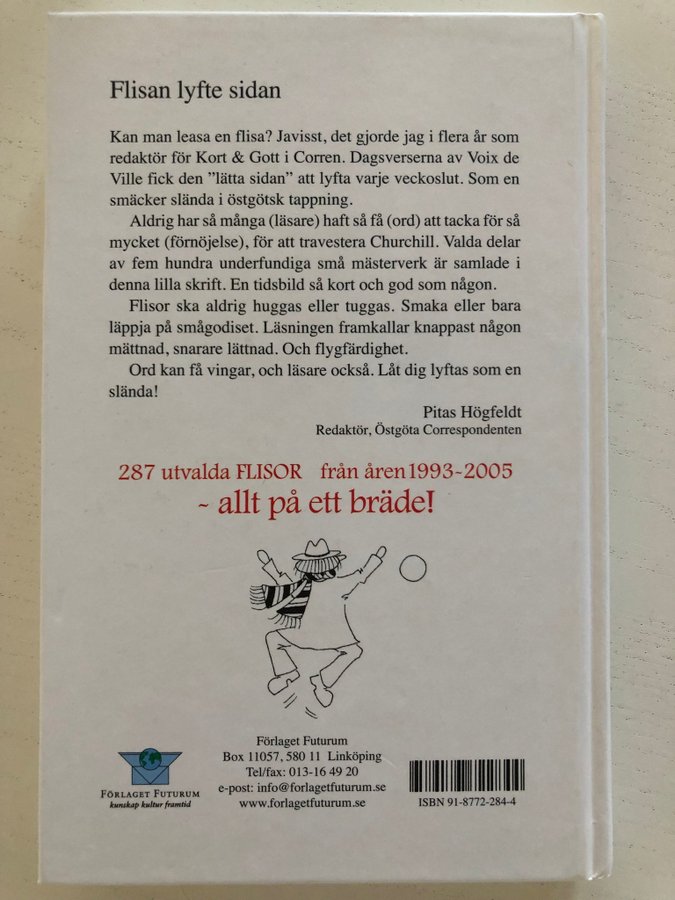 Flisan lyfte sidan
Kan man leasa en flisa? Javisst, det gjorde jag i flera år som
redaktör för Kort & Gott i Corren. Dagsverserna av Voix de
Ville fick den ”lätta sidan” att lyfta varje veckoslut. Som en
smäcker slända i östgötsk tappning.
Aldrig har så många (läsare) haft så få (ord) att tacka för så
mycket (förnöjelse), för att travestera Churchill. Valda delar
av fem hundra underfundiga små mästerverk är samlade i
denna lilla skrift. En tidsbild så kort och god som någon.
Flisor ska aldrig huggas eller tuggas. Smaka eller bara
läppja på smågodiset. Läsningen framkallar knappast någon
mättnad, snarare lättnad. Och flygfärdighet.
Ord kan få vingar, och läsare också. Låt dig lyftas som en
slända!
Pitas Högfeldt
Redaktör, Östgöta Correspondenten
287 utvalda FLISOR från åren 1993-2005
~ allt på ett bräde!
Förlaget Futurum
Box 11057, 580 11 Linköping
Tel/fax: 013-16 49 20
e-post: info@forlagetfuturum.se
www.forlagetfuturum.se
FÖRLAGET FUTURUM
kunskap kultur framtid
ISBN 91-8772-284-4